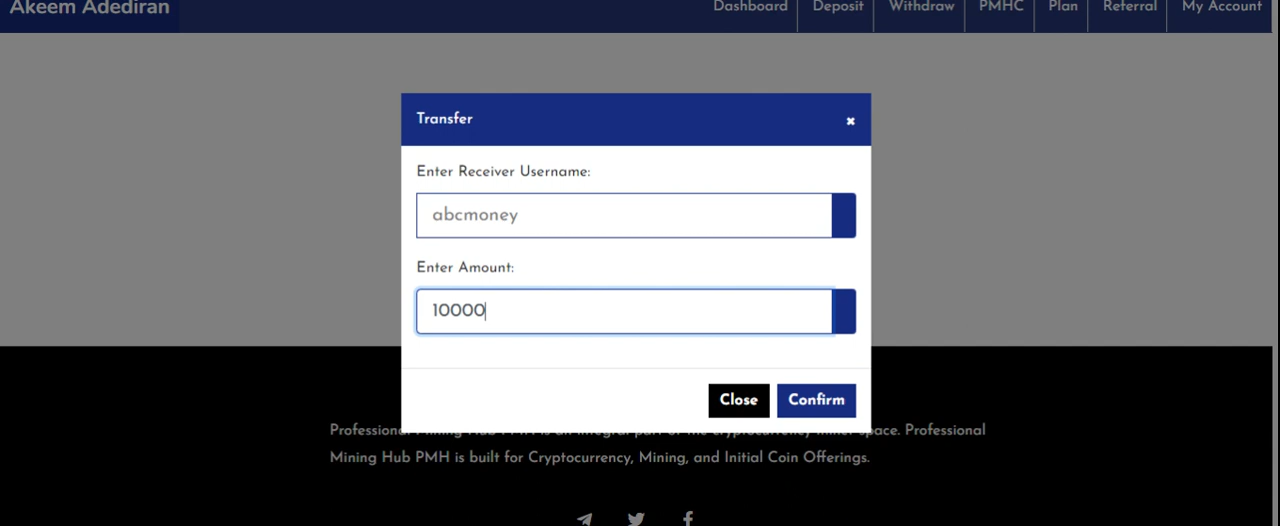 Akeem Adediran
Dashboard Deposit Withdraw PMHC Plan Referral My Account
Transfer
Enter Receiver Username:
abcmoney
Enter Amount:
10000
Close Confirm
Professional Mining Hub PMH is an integral part of the cryptocurrency miner space. Professional
Mining Hub PMH is built for Cryptocurrency, Mining, and Initial Coin Offerings.